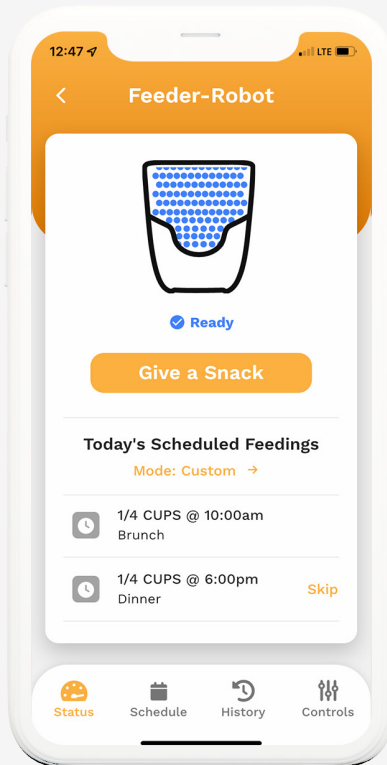 12:47 LTE
Feeder-Robot
Ready
Give a Snack
Today's Scheduled Feedings
Mode: Custom →
1/4 CUPS @ 10:00am
Brunch
1/4 CUPS @ 6:00pm
Dinner
Skip
Status Schedule History Controls